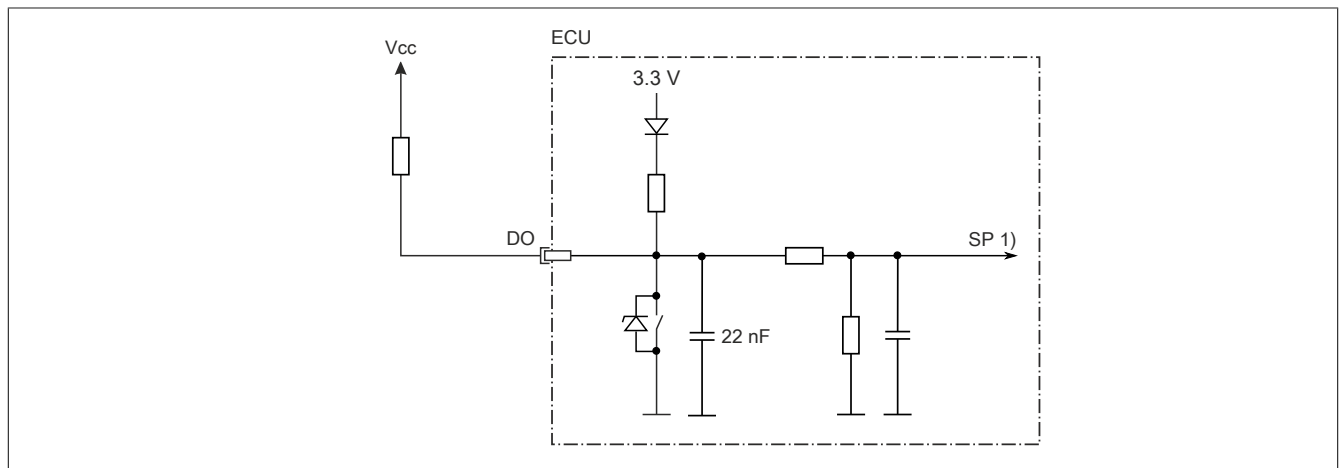 ECU
Vcc
3.3 V
DO
SP 1)
22 nF